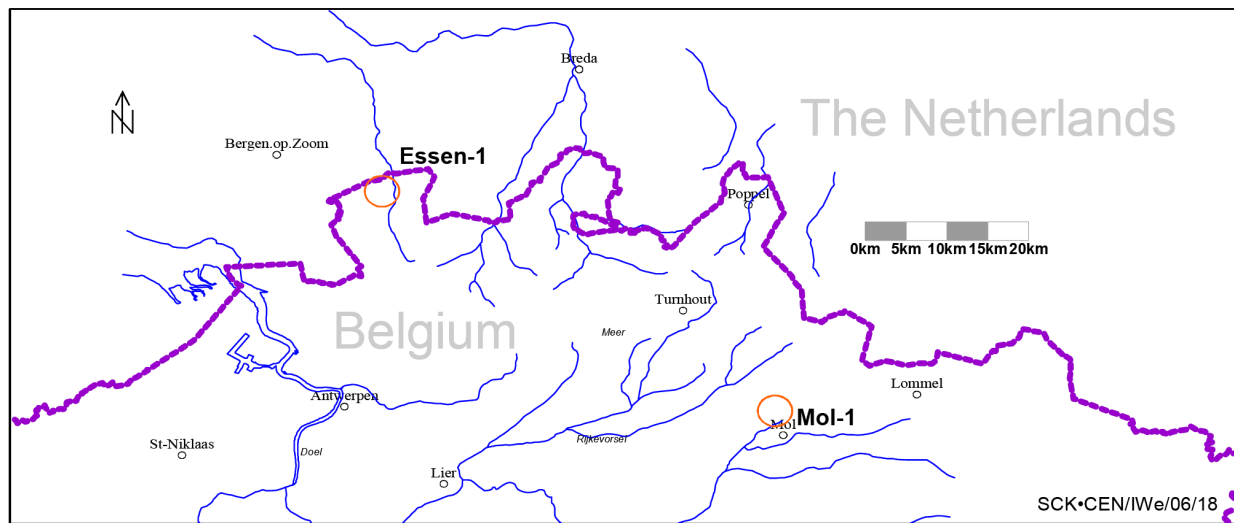 Breda
The Netherlands
N
Bergen.op.Zoom
Essen-1
Poppel
0km 5km 10km 15km 20km
Turnhout
Belgium
Meer
Lommel
Antwerpen
Mol-1
Mol
St-Niklaas
Rijkevorsel
Doel
Lier
SCK•CEN/IWe/06/18